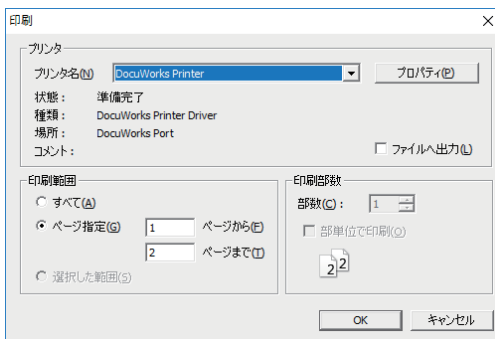 印刷
プリンタ
プリンタ名(N) DocuWorks Printer プロパティ(P)
状態： 準備完了
種類： DocuWorks Printer Driver
場所： DocuWorks Port
コメント： ファイルへ出力(L)
印刷範囲
すべて(A)
ページ指定(G) 1 ページから(F)
2 ページまで(T)
選択した範囲(S)
印刷部数
部数(C)： 1
部単位で印刷(O)
2 2
OK キャンセル